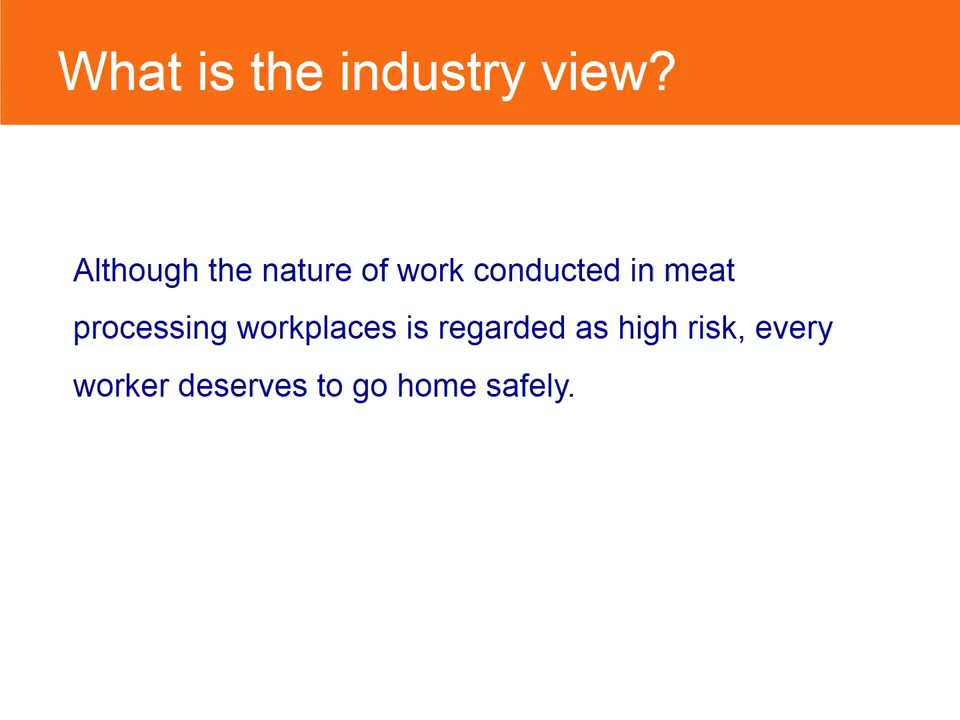 What is the industry view?
Although the nature of work conducted in meat
processing workplaces is regarded as high risk, every
worker deserves to go home safely.